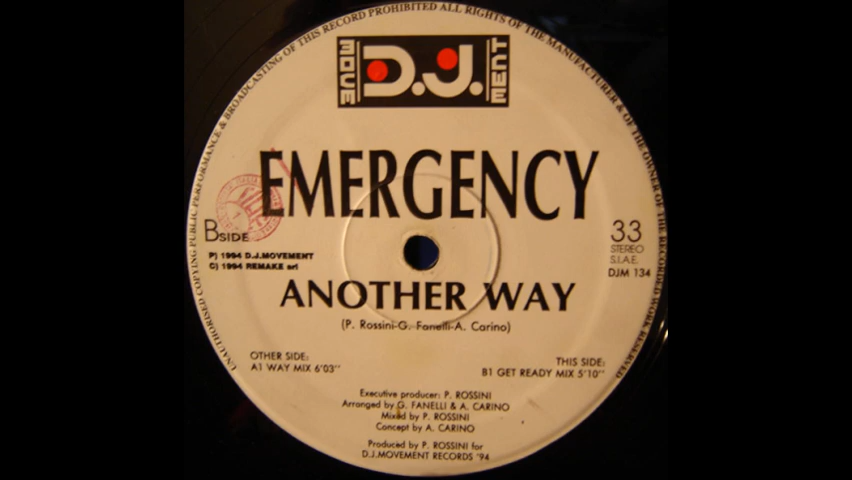 UNAUTHORISED COPYING PUBLIC PERFORMANCE & BROADCASTING OF THIS RECORD PROHIBITED ALL RIGHTS OF THE MANUFACTURER & OF THE OWNER OF THE RECORDED WORK RESERVED
MOVE D.J. MENT
EMERGENCY
B SIDE
33
STEREO
S.I.A.E.
DJM 134
P) 1994 D.J.MOVEMENT
C) 1994 REMAKE srl
ANOTHER WAY
(P. Rossini-G. Fanelli-A. Carino)
OTHER SIDE:
A1 WAY MIX 6'03''
THIS SIDE:
B1 GET READY MIX 5'10''
Executive producer: P. ROSSINI
Arranged by G. FANELLI & A. CARINO
Mixed by P. ROSSINI
Concept by A. CARINO
Produced by P. ROSSINI for
D.J.MOVEMENT RECORDS '94